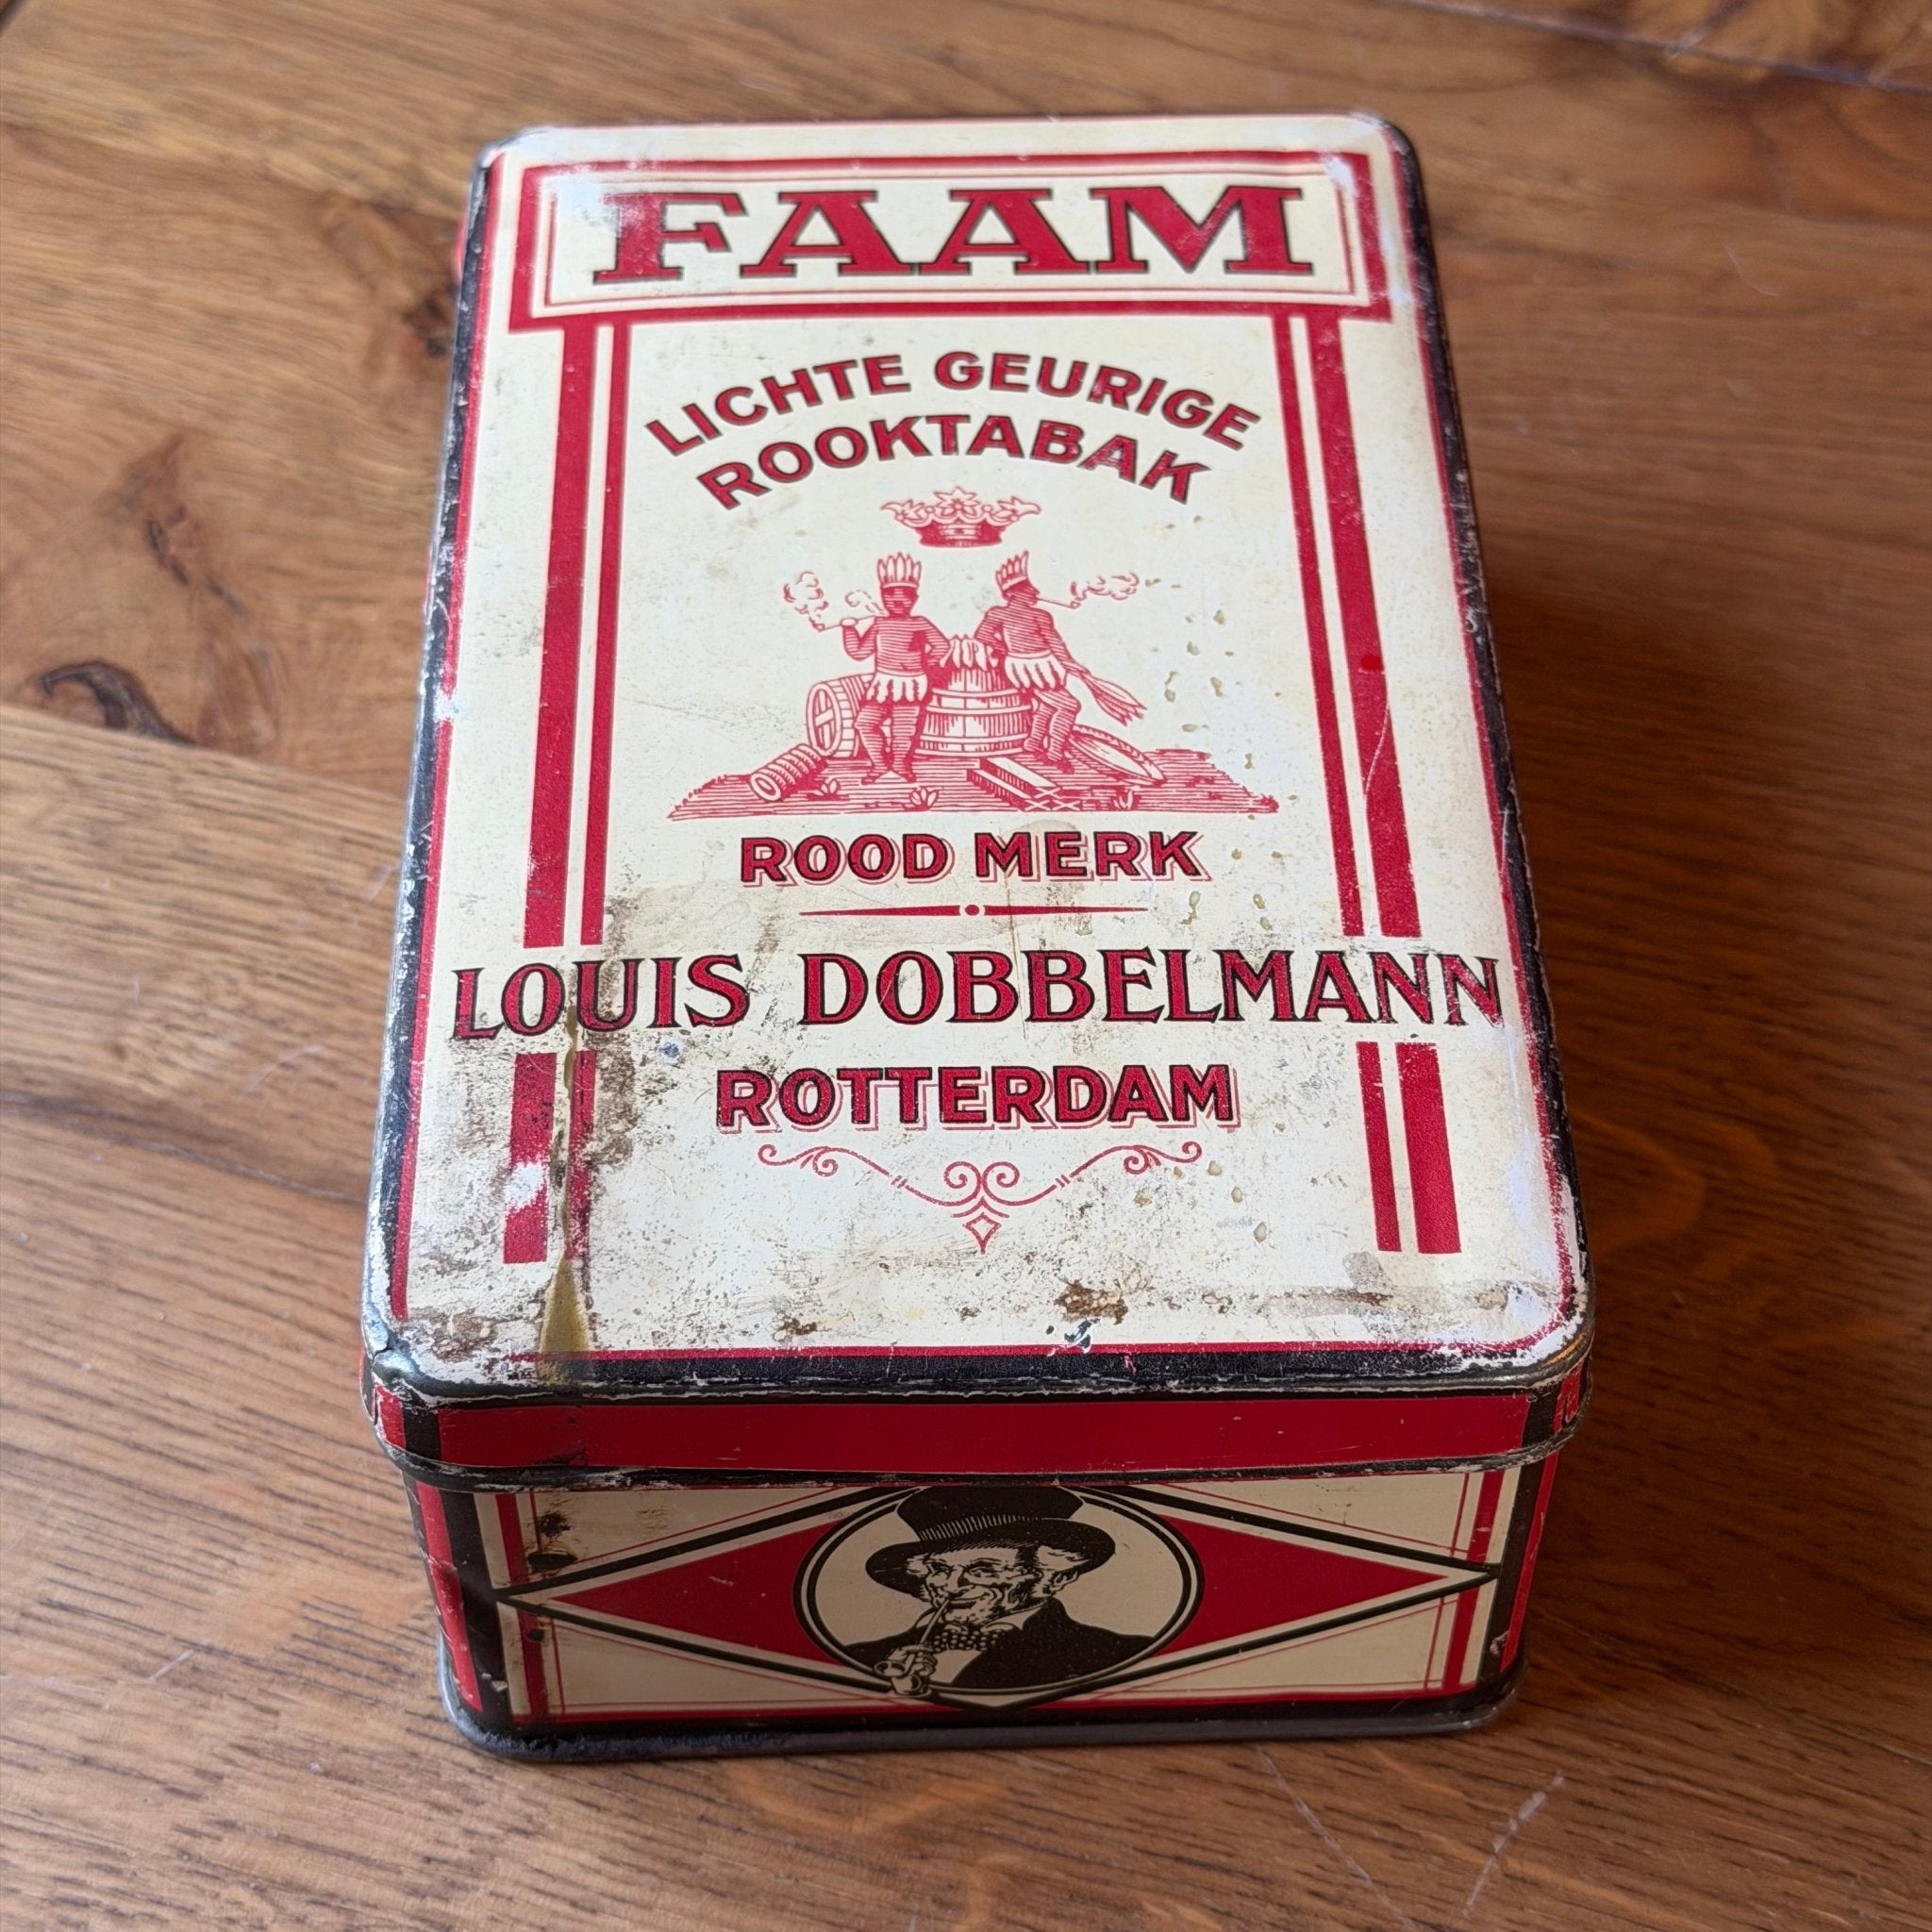 FAAM
LICHTE GEURIGE
ROOKTABAK
ROOD MERK
LOUIS DOBBELMANN
ROTTERDAM